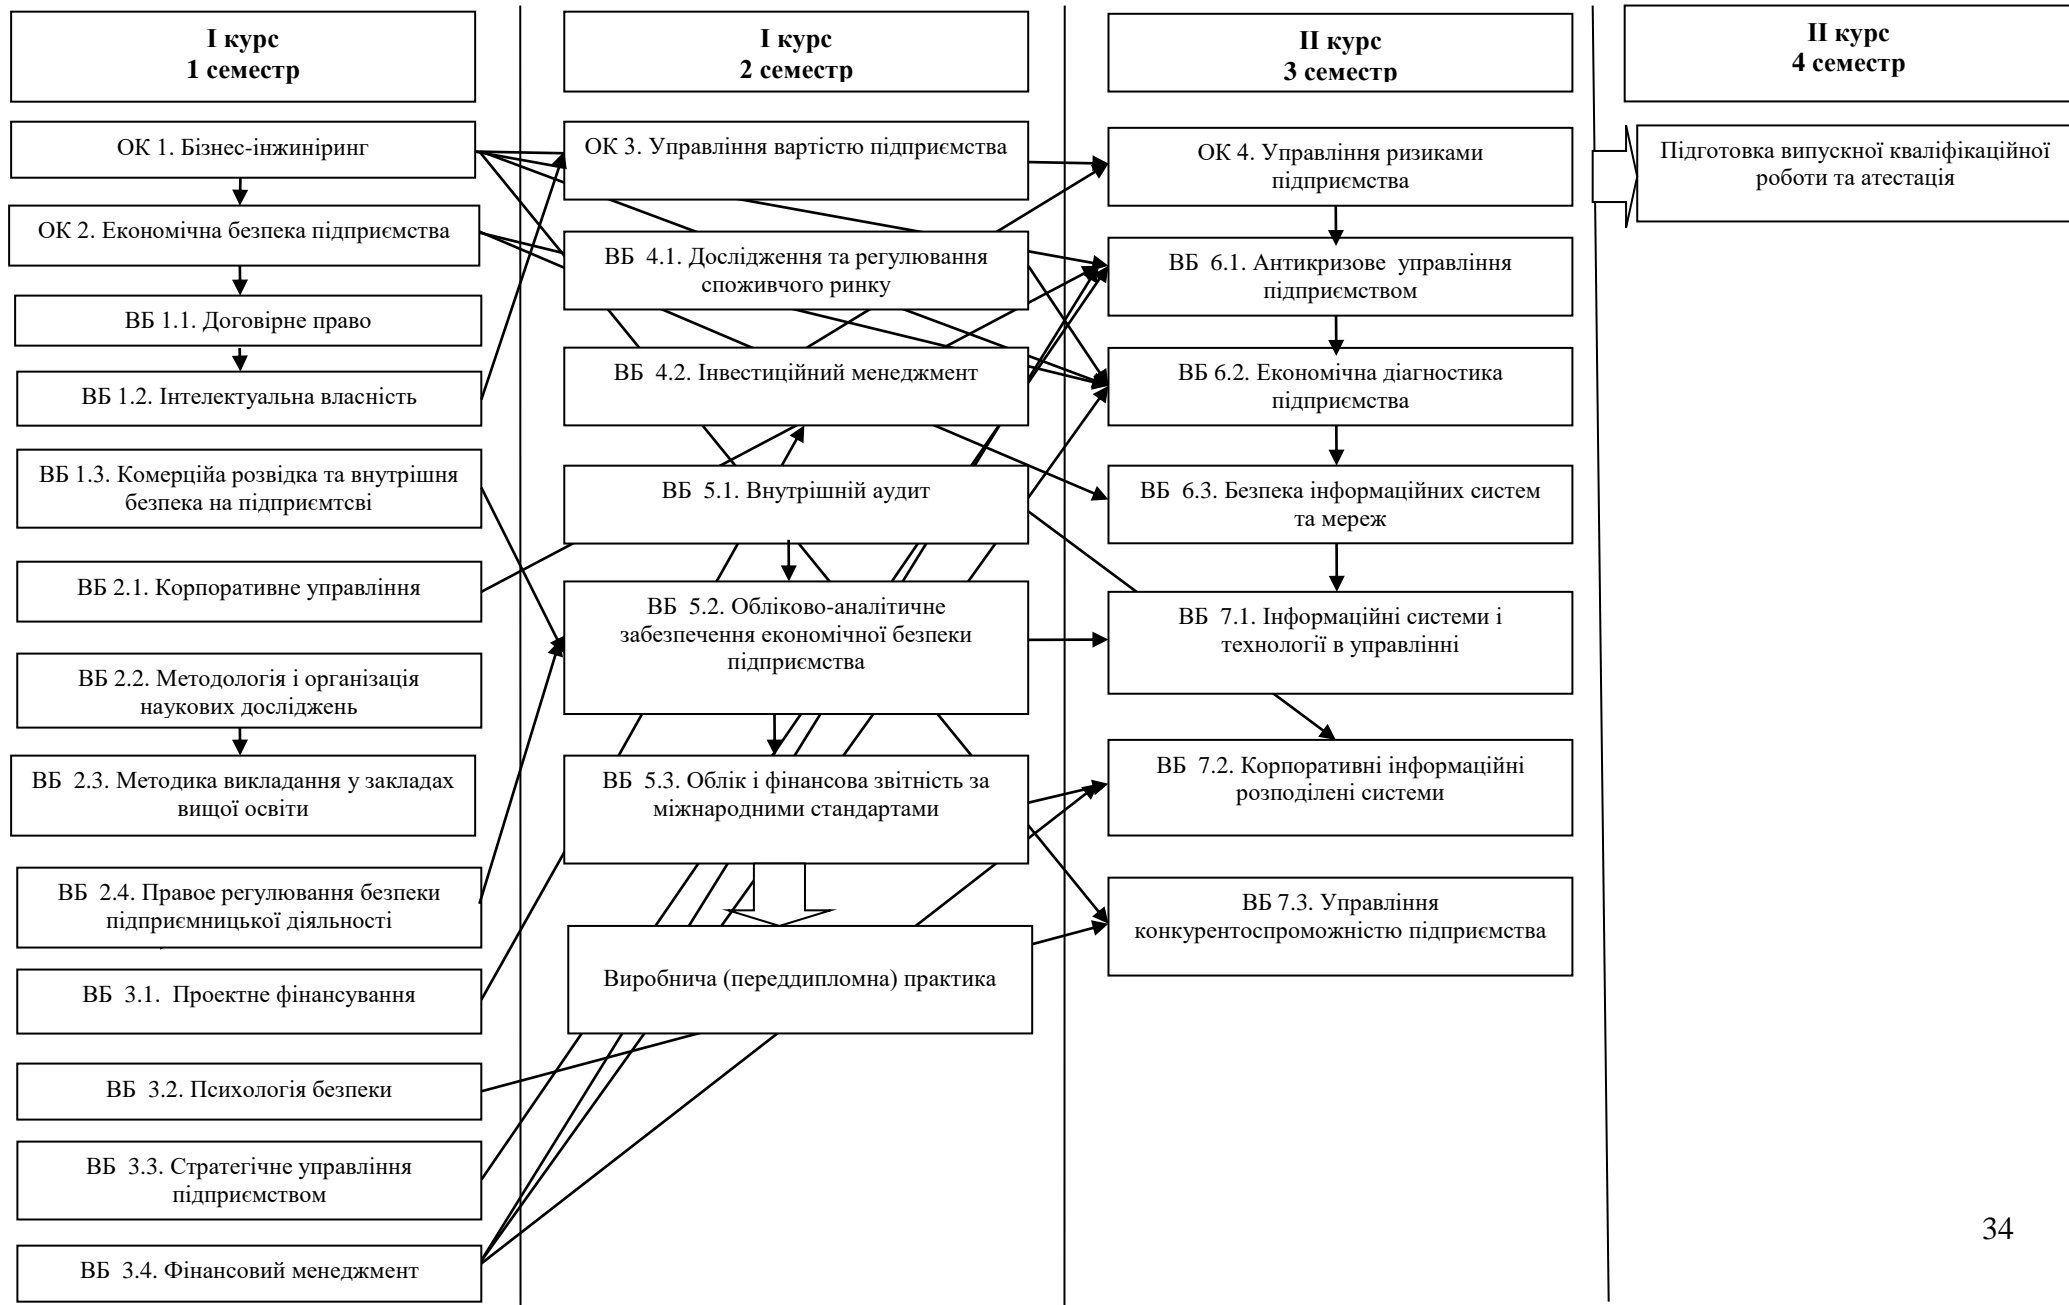 І курс
1 семестр
ОК 1. Бізнес-інжиніринг
ОК 2. Економічна безпека підприємства
ВБ 1.1. Договірне право
ВБ 1.2. Інтелектуальна власність
ВБ 1.3. Комерційа розвідка та внутрішня
безпека на підприємтсві
ВБ 2.1. Корпоративне управління
ВБ 2.2. Методологія і організація
наукових досліджень
ВБ 2.3. Методика викладання у закладах
вищої освіти
ВБ 2.4. Правое регулювання безпеки
підприємницької діяльності
ВБ 3.1. Проектне фінансування
ВБ 3.2. Психологія безпеки
ВБ 3.3. Стратегічне управління
підприємством
ВБ 3.4. Фінансовий менеджмент
І курс
2 семестр
ОК 3. Управління вартістю підприємства
ВБ 4.1. Дослідження та регулювання
споживчого ринку
ВБ 4.2. Інвестиційний менеджмент
ВБ 5.1. Внутрішній аудит
ВБ 5.2. Обліково-аналітичне
забезпечення економічної безпеки
підприємства
ВБ 5.3. Облік і фінансова звітність за
міжнародними стандартами
Виробнича (переддипломна) практика
ІІ курс
3 семестр
ОК 4. Управління ризиками
підприємства
ВБ 6.1. Антикризове управління
підприємством
ВБ 6.2. Економічна діагностика
підприємства
ВБ 6.3. Безпека інформаційних систем
та мереж
ВБ 7.1. Інформаційні системи і
технології в управлінні
ВБ 7.2. Корпоративні інформаційні
розподілені системи
ВБ 7.3. Управління
конкурентоспроможністю підприємства
ІІ курс
4 семестр
Підготовка випускної кваліфікаційної
роботи та атестація
34